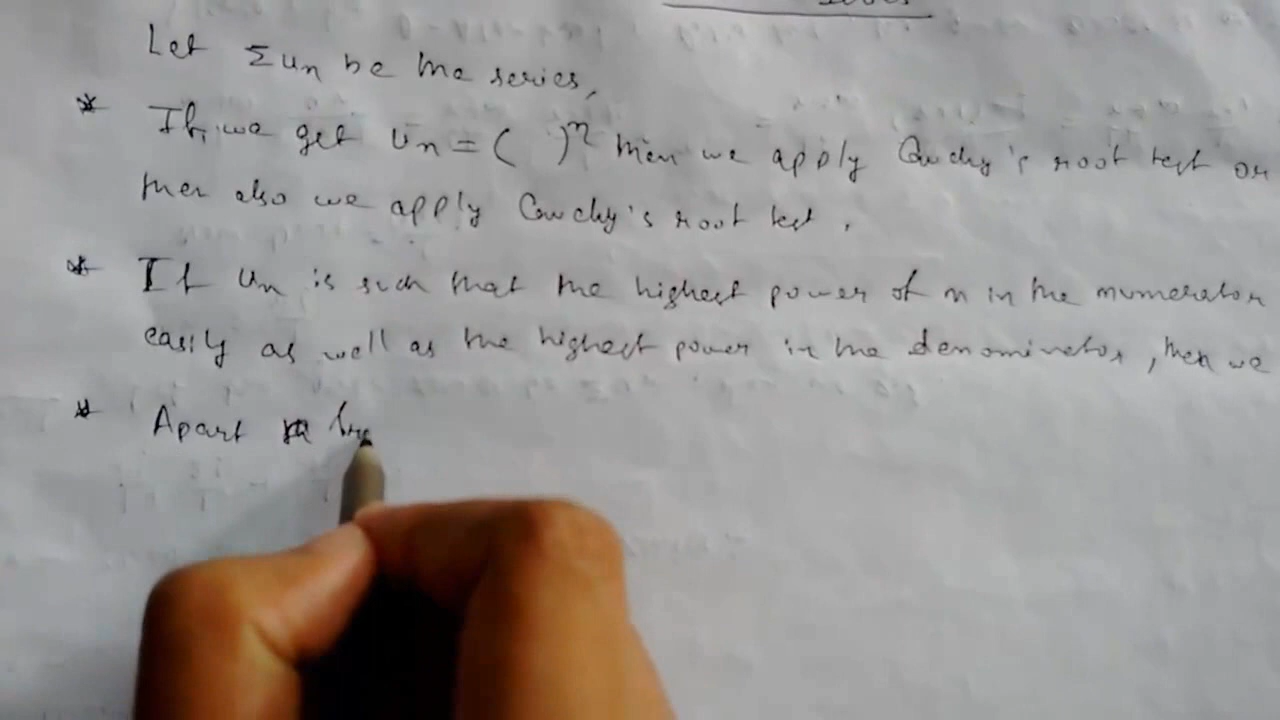 Let Σun be the series,
* If, we get Un = ( )ⁿ then we apply Cauchy's root test or
then also we apply Cauchy's root test.
* If Un is such that the highest power of n in the numerator
easily as well as the highest power in the denominator, then we
* Apart